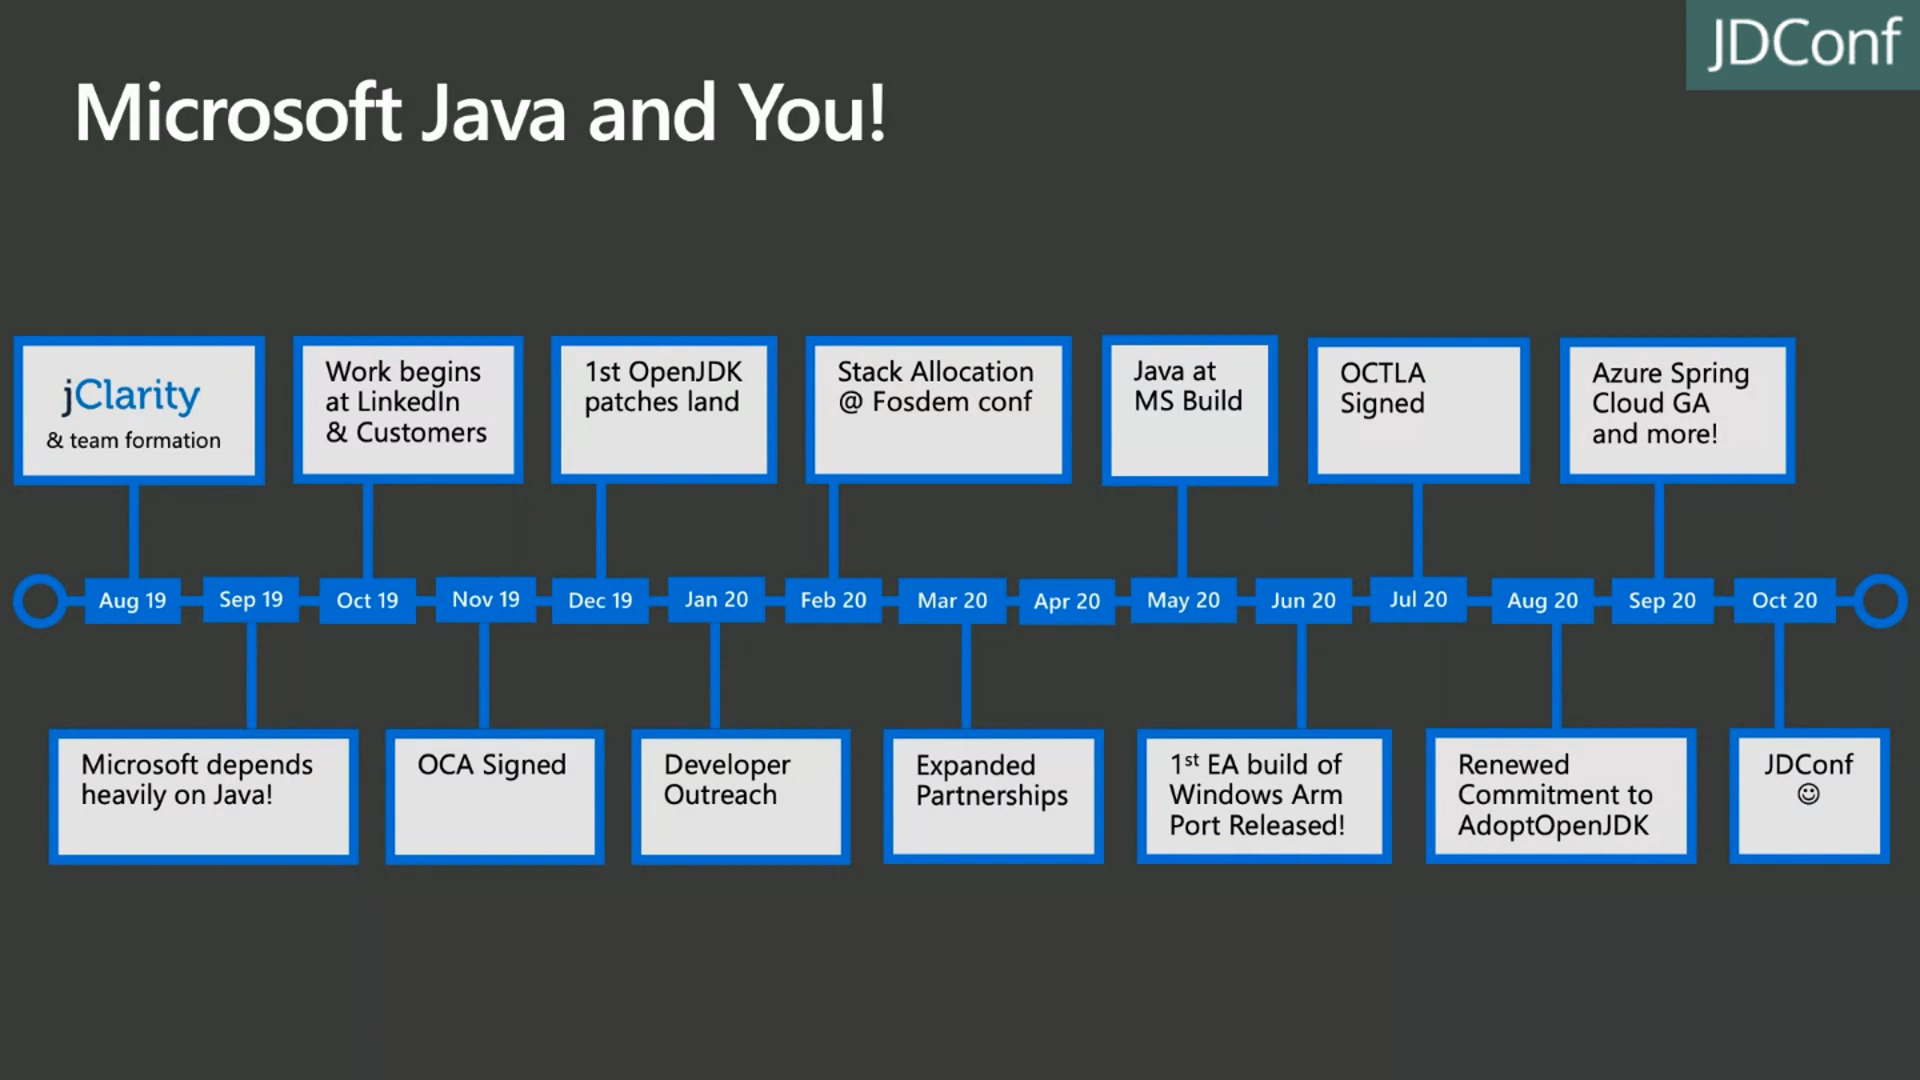 JDConf
Microsoft Java and You!
jClarity
& team formation
Work begins
at LinkedIn
& Customers
1st OpenJDK
patches land
Stack Allocation
@ Fosdem conf
Java at
MS Build
OCTLA
Signed
Azure Spring
Cloud GA
and more!
Aug 19
Sep 19
Oct 19
Nov 19
Dec 19
Jan 20
Feb 20
Mar 20
Apr 20
May 20
Jun 20
Jul 20
Aug 20
Sep 20
Oct 20
Microsoft depends
heavily on Java!
OCA Signed
Developer
Outreach
Expanded
Partnerships
1st EA build of
Windows Arm
Port Released!
Renewed
Commitment to
AdoptOpenJDK
JDConf
☺